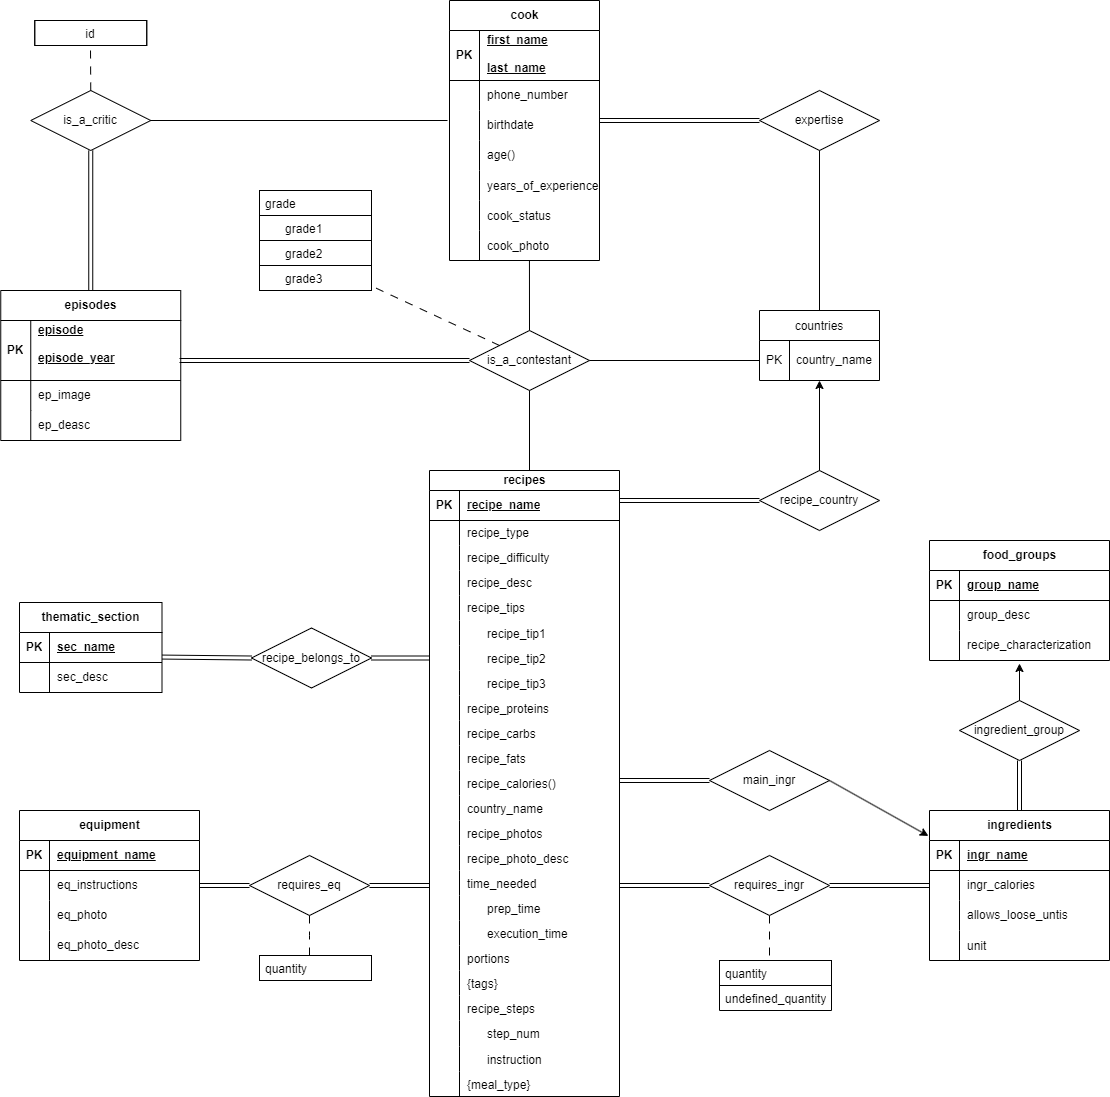 id
is_a_critic
cook
PK
first_name
last_name
phone_number
birthdate
age()
years_of_experience
cook_status
cook_photo
expertise
grade
grade1
grade2
grade3
episodes
PK
episode
episode_year
ep_image
ep_deasc
is_a_contestant
countries
PK
country_name
recipe_country
recipes
PK
recipe_name
recipe_type
recipe_difficulty
recipe_desc
recipe_tips
recipe_tip1
recipe_tip2
recipe_tip3
recipe_proteins
recipe_carbs
recipe_fats
recipe_calories()
country_name
recipe_photos
recipe_photo_desc
time_needed
prep_time
execution_time
portions
{tags}
recipe_steps
step_num
instruction
{meal_type}
thematic_section
PK
sec_name
sec_desc
recipe_belongs_to
equipment
PK
equipment_name
eq_instructions
eq_photo
eq_photo_desc
requires_eq
quantity
food_groups
PK
group_name
group_desc
recipe_characterization
ingredient_group
main_ingr
ingredients
PK
ingr_name
ingr_calories
allows_loose_untis
unit
requires_ingr
quantity
undefined_quantity